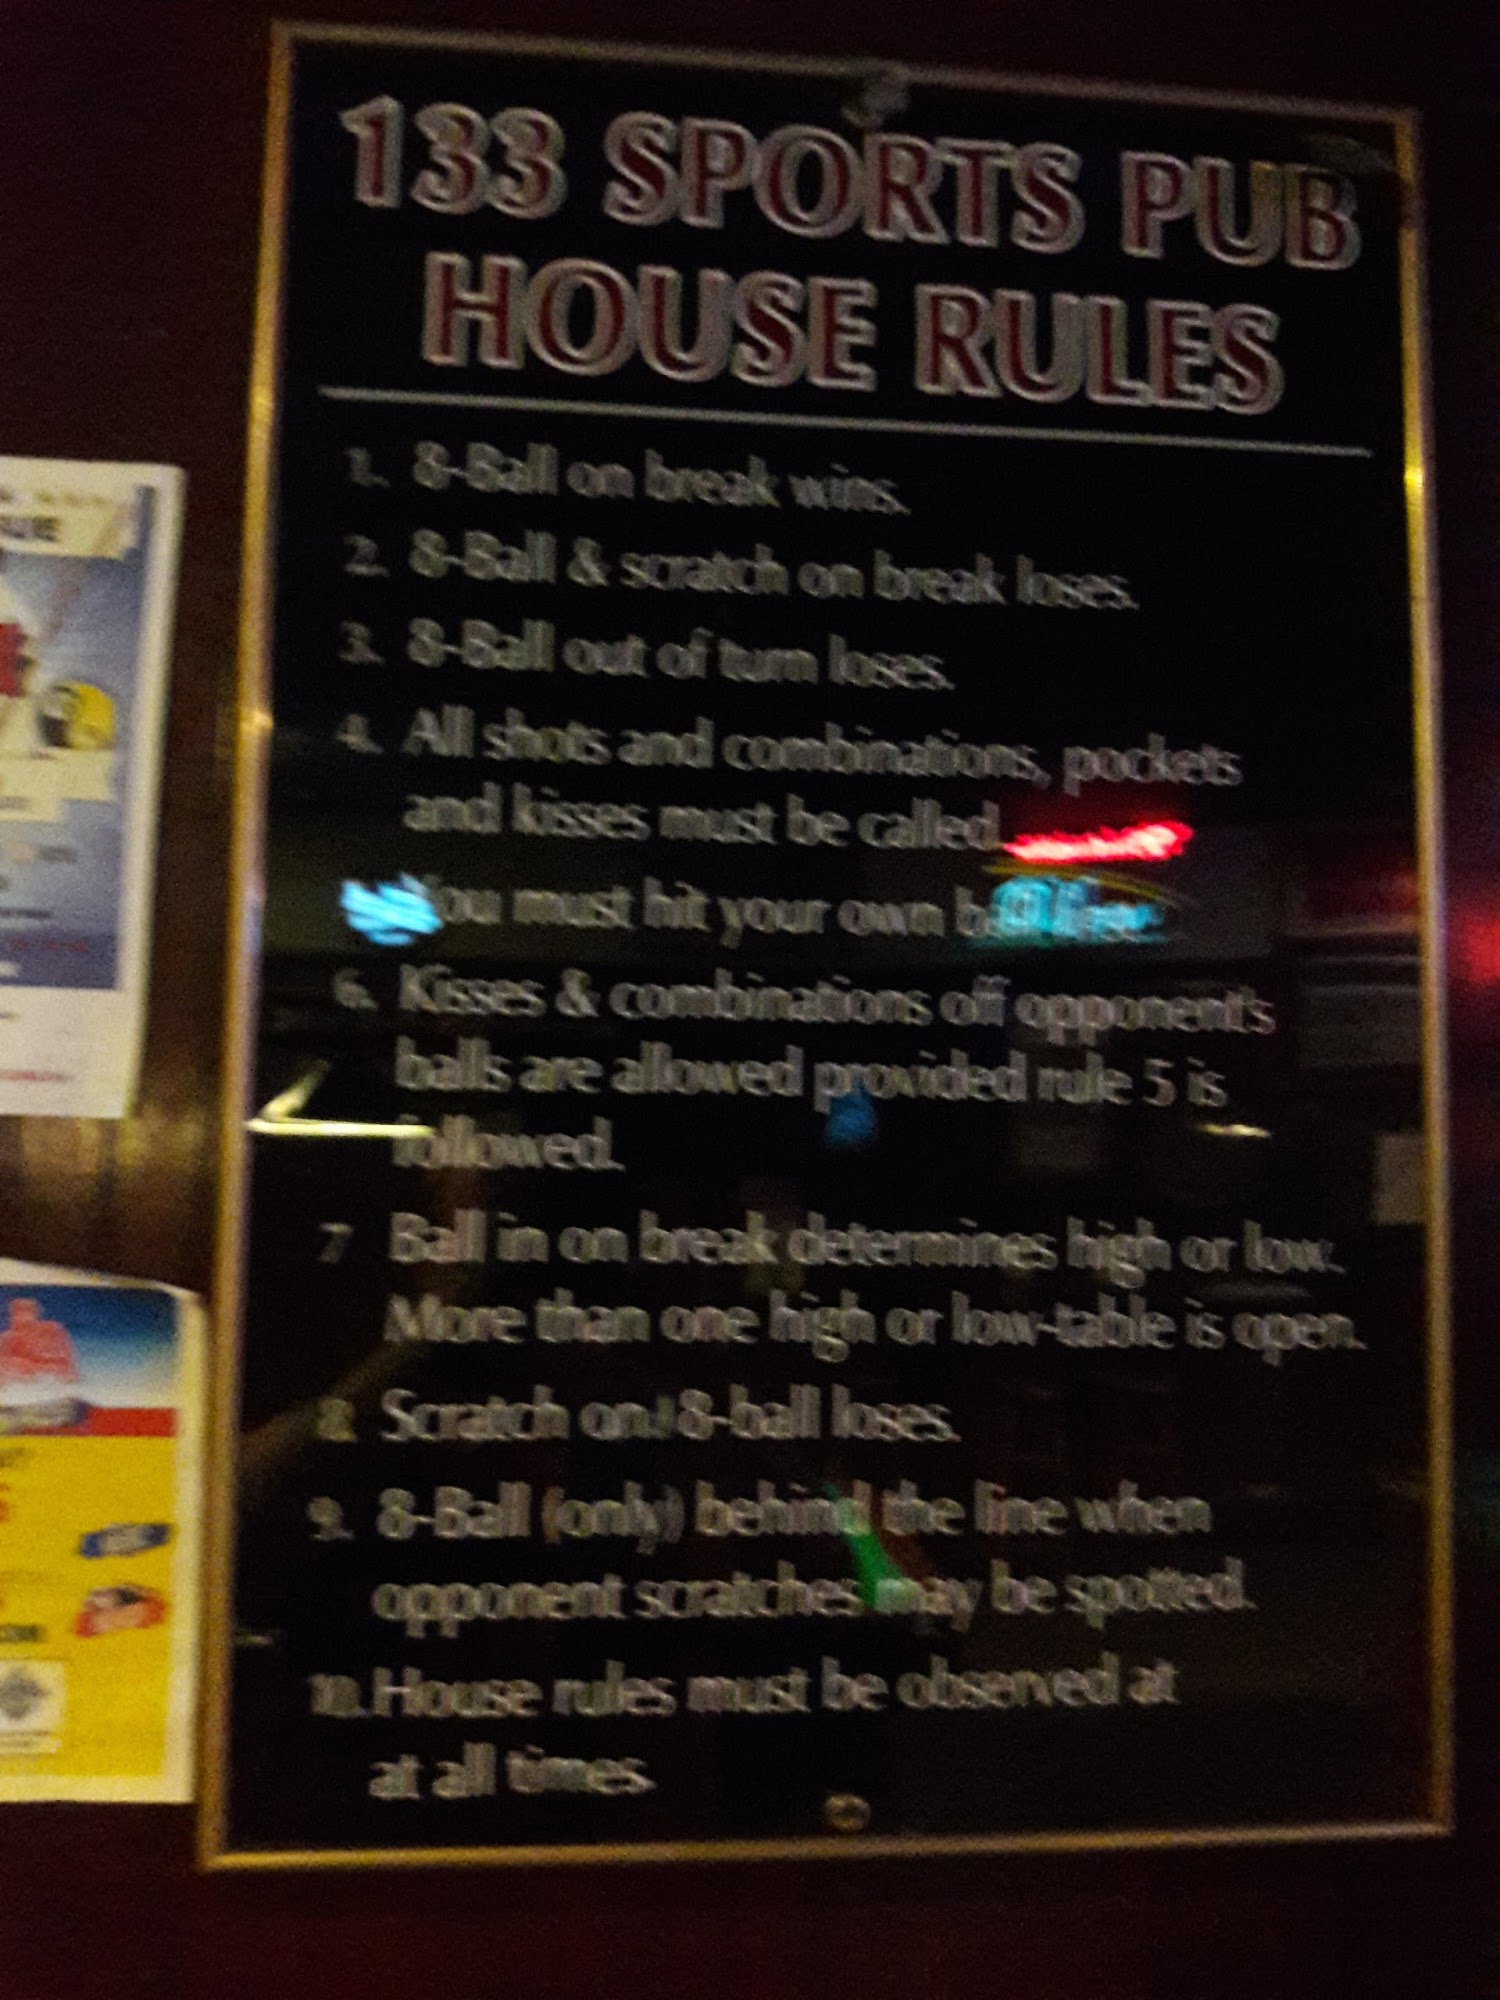 133 SPORTS PUB
HOUSE RULES
1. 8-Ball on break wins.
2. 8-Ball & scratch on break loses.
3. 8-Ball out of turn loses.
4. All shots and combinations, pockets
and kisses must be called.
You must hit your own ball
6. Kisses & combinations off opponent's
balls are allowed provided rule 5 is
followed.
7 Ball in on break determines high or low.
More than one high or low-table is open.
8. Scratch on 8-ball loses.
9. 8-Ball (only) behind the line when
opponent scratches may be spotted.
10. House rules must be observed at
at all times.